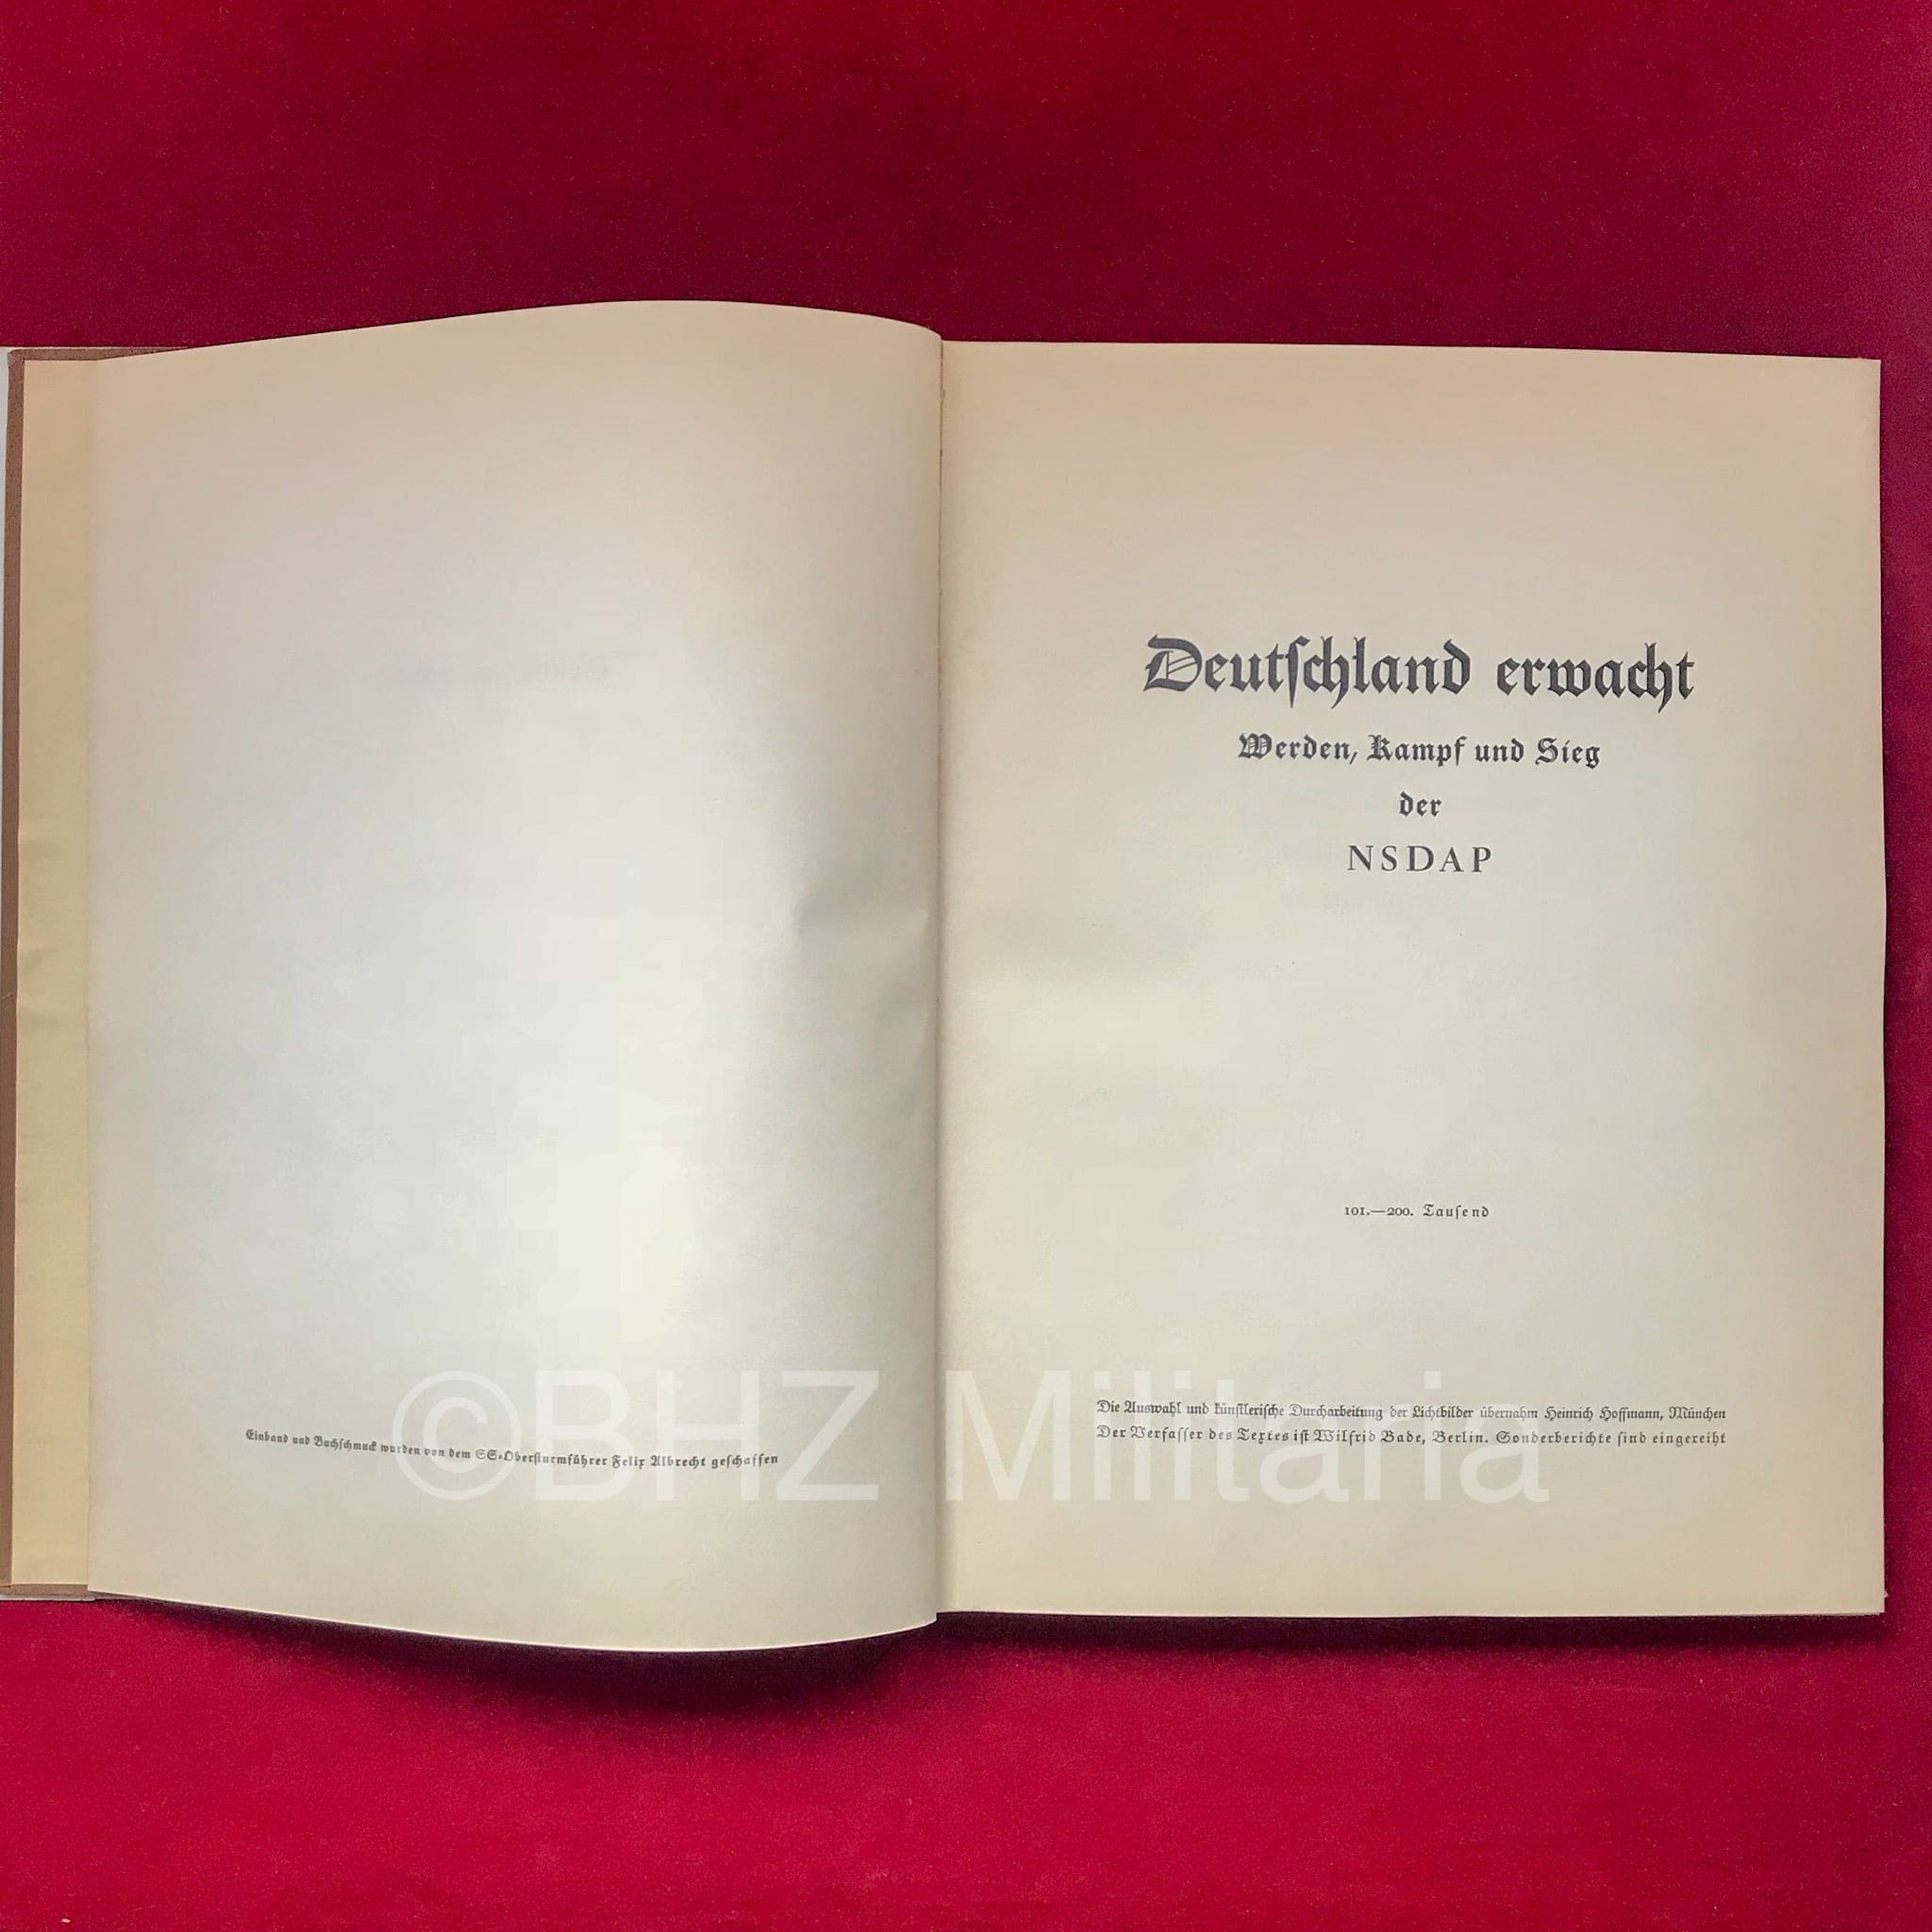 Einband und Buchschmuck wurden von dem SS-Obersturmführer Felix Albrecht geschaffen
Deutschland erwacht
Werden, Kampf und Sieg
der
NSDAP
101.—200. Tausend
Die Auswahl und künstlerische Durcharbeitung der Lichtbilder übernahm Heinrich Hoffmann, München
Der Verfasser des Textes ist Wilfrid Bade, Berlin. Sonderberichte sind eingereiht
©BHZ Militaria